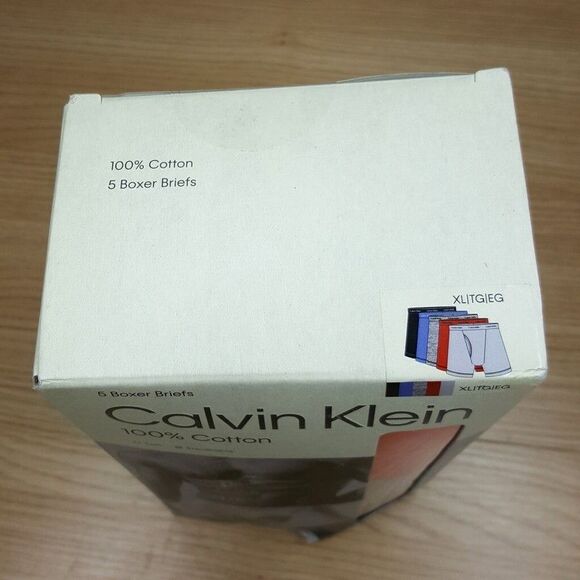 100% Cotton
5 Boxer Briefs
XL|TG|EG
XL|TG|EG
5 Boxer Briefs
Calvin Klein
100% Cotton